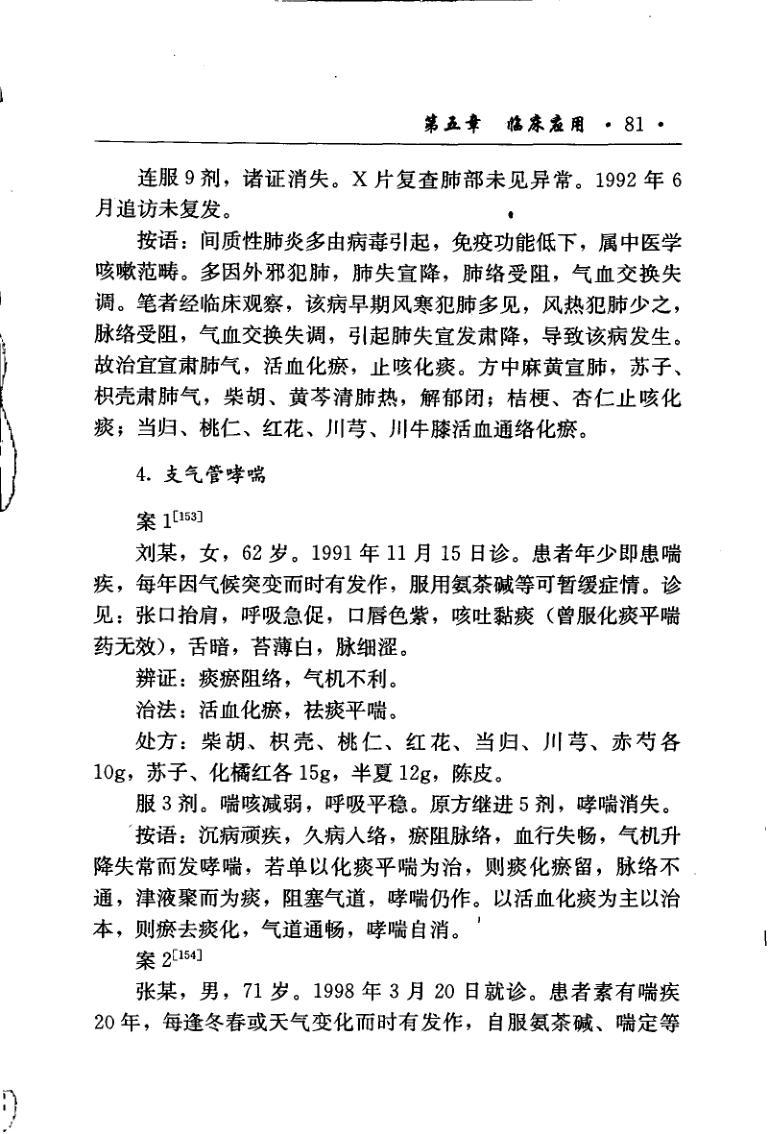 第五章 临床应用 · 81 ·
连服 9 剂，诸证消失。X 片复查肺部未见异常。1992 年 6
月追访未复发。
按语：间质性肺炎多由病毒引起，免疫功能低下，属中医学
咳嗽范畴。多因外邪犯肺，肺失宣降，肺络受阻，气血交换失
调。笔者经临床观察，该病早期风寒犯肺多见，风热犯肺少之，
脉络受阻，气血交换失调，引起肺失宣发肃降，导致该病发生。
故治宜宣肃肺气，活血化瘀，止咳化痰。方中麻黄宣肺，苏子、
枳壳肃肺气，柴胡、黄芩清肺热，解郁闭；桔梗、杏仁止咳化
痰；当归、桃仁、红花、川芎、川牛膝活血通络化瘀。
4. 支气管哮喘
案 1[153]
刘某，女，62 岁。1991 年 11 月 15 日诊。患者年少即患喘
疾，每年因气候突变而时有发作，服用氨茶碱等可暂缓症情。诊
见：张口抬肩，呼吸急促，口唇色紫，咳吐黏痰（曾服化痰平喘
药无效），舌暗，苔薄白，脉细涩。
辨证：痰瘀阻络，气机不利。
治法：活血化瘀，祛痰平喘。
处方：柴胡、枳壳、桃仁、红花、当归、川芎、赤芍各
10g，苏子、化橘红各 15g，半夏 12g，陈皮。
服 3 剂。喘咳减弱，呼吸平稳。原方继进 5 剂，哮喘消失。
按语：沉病顽疾，久病入络，瘀阻脉络，血行失畅，气机升
降失常而发哮喘，若单以化痰平喘为治，则痰化瘀留，脉络不
通，津液聚而为痰，阻塞气道，哮喘仍作。以活血化痰为主以治
本，则瘀去痰化，气道通畅，哮喘自消。
案 2[154]
张某，男，71 岁。1998 年 3 月 20 日就诊。患者素有喘疾
20 年，每逢冬春或天气变化而时有发作，自服氨茶碱、喘定等